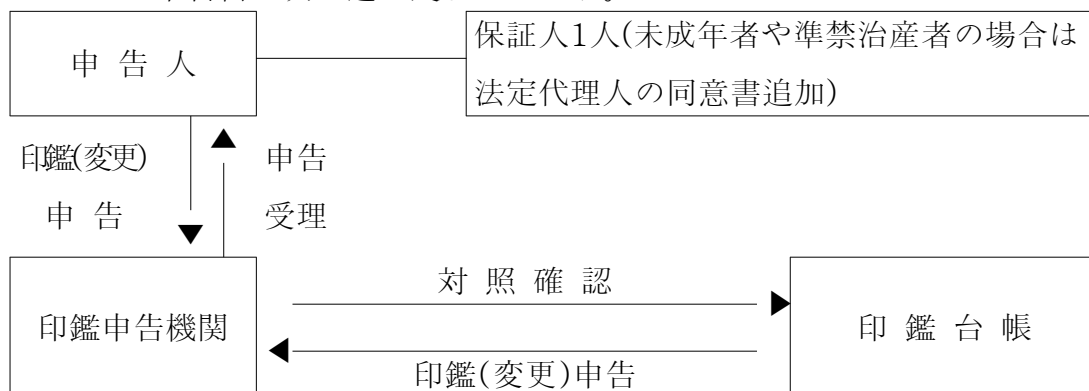 申 告 人
保証人1人(未成年者や準禁治産者の場合は
法定代理人の同意書追加)
印鑑(変更)
申 告
申告
受理
印鑑申告機関
対 照 確 認
印鑑(変更)申告
印 鑑 台 帳